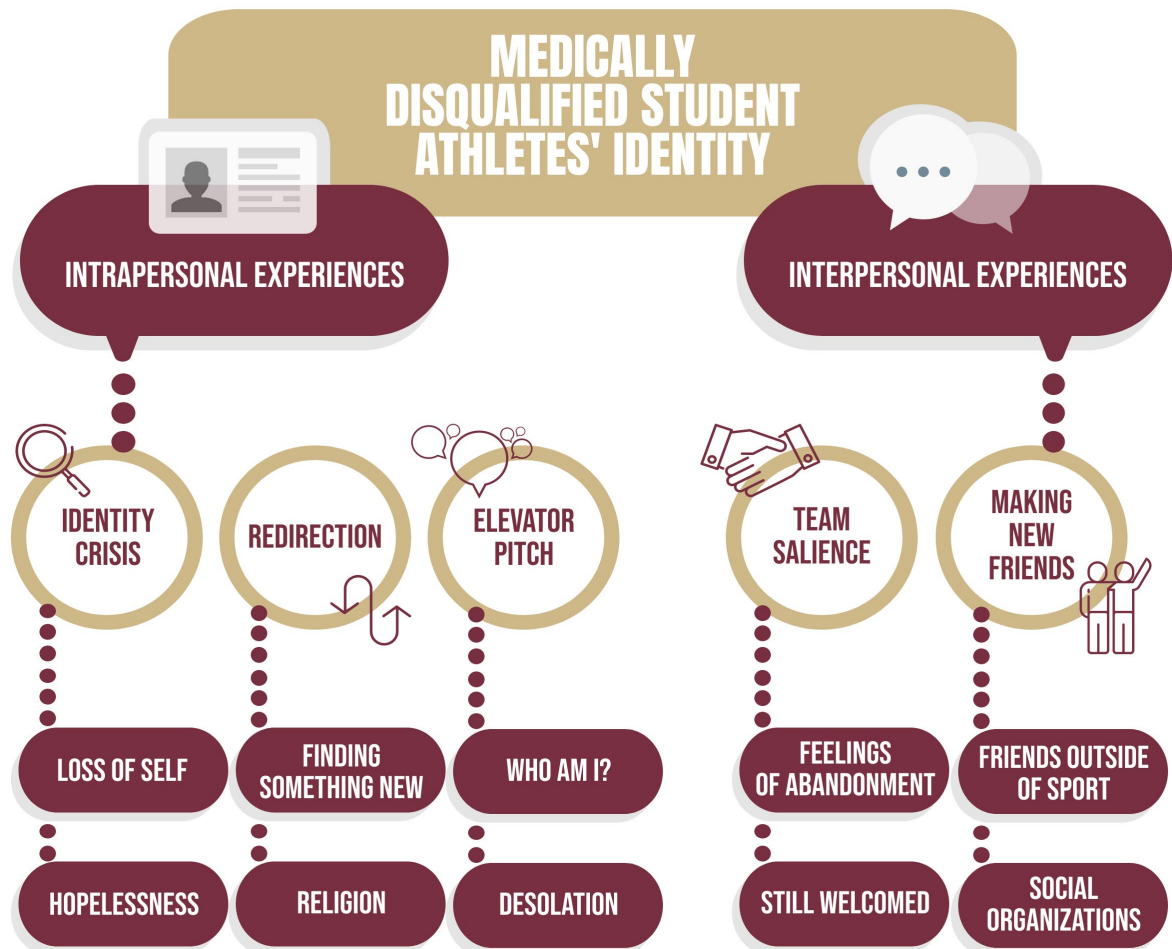 MEDICALLY
DISQUALIFIED STUDENT
ATHLETES' IDENTITY
INTRAPERSONAL EXPERIENCES
INTERPERSONAL EXPERIENCES
IDENTITY
CRISIS
REDIRECTION
ELEVATOR
PITCH
TEAM
SALIENCE
MAKING
NEW
FRIENDS
LOSS OF SELF
FINDING
SOMETHING NEW
WHO AM I?
FEELINGS
OF ABANDONMENT
FRIENDS OUTSIDE
OF SPORT
HOPELESSNESS
RELIGION
DESOLATION
STILL WELCOMED
SOCIAL
ORGANIZATIONS